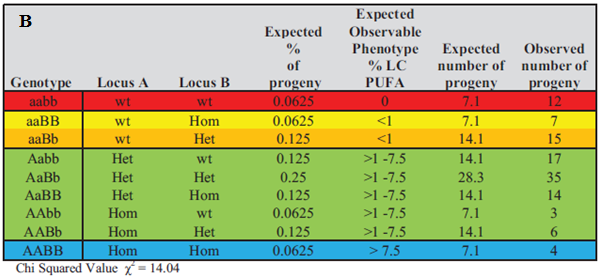 B
Genotype Locus A Locus B Expected % of progeny Expected Observable Phenotype % LC PUFA Expected number of progeny Observed number of progeny
aabb wt wt 0.0625 0 7.1 12
aaBB wt Hom 0.0625 <1 7.1 7
aaBb wt Het 0.125 <1 14.1 15
Aabb Het wt 0.125 >1 -7.5 14.1 17
AaBb Het Het 0.25 >1 -7.5 28.3 35
AaBB Het Hom 0.125 >1 -7.5 14.1 14
AAbb Hom wt 0.0625 >1 -7.5 7.1 3
AABb Hom Het 0.125 >1 -7.5 14.1 6
AABB Hom Hom 0.0625 > 7.5 7.1 4
Chi Squared Value χ² = 14.04